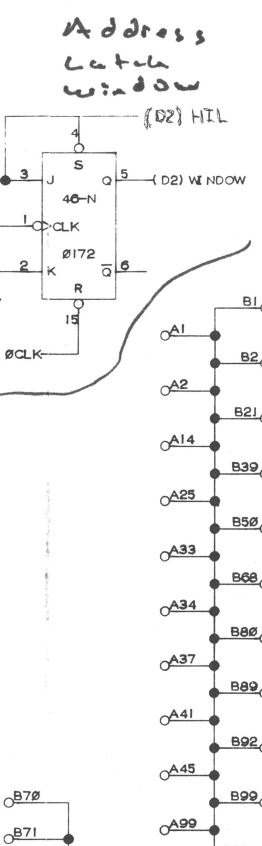 Address
Latch
window
(D2) HIL
4
S
3 J Q 5 (D2) WINDOW
46-N
1 CLK
Ø172
2 K Q̅ 6
R
15
ØCLK
B1
A1
B2
A2
B21
A14
B39
A25
B5Ø
A33
B68
A34
B8Ø
A37
B89
A41
B92
A45
B7Ø
B99
B71
A99